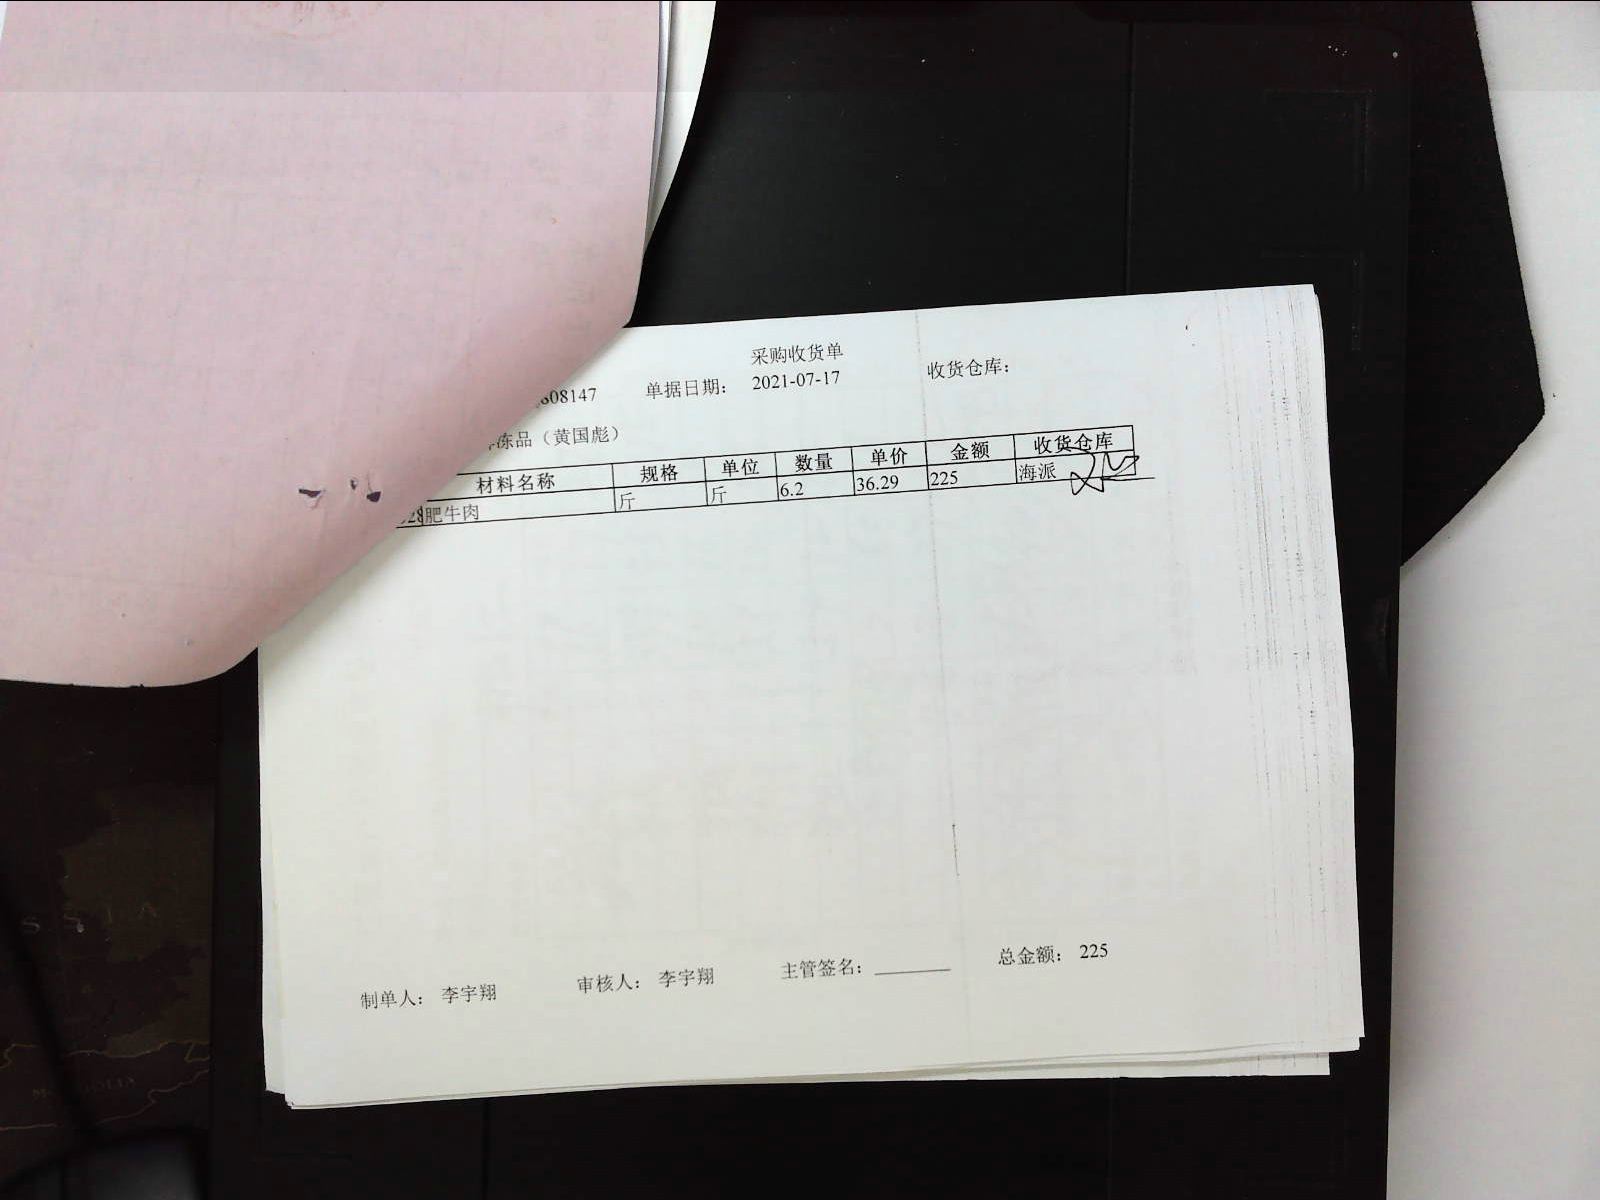 采购收货单
608147 单据日期： 2021-07-17 收货仓库：
冻品（黄国彪）
材料名称 规格 单位 数量 单价 金额 收货仓库
28 肥牛肉 斤 斤 6.2 36.29 225 海派
制单人： 李宇翔 审核人： 李宇翔 主管签名： 总金额： 225